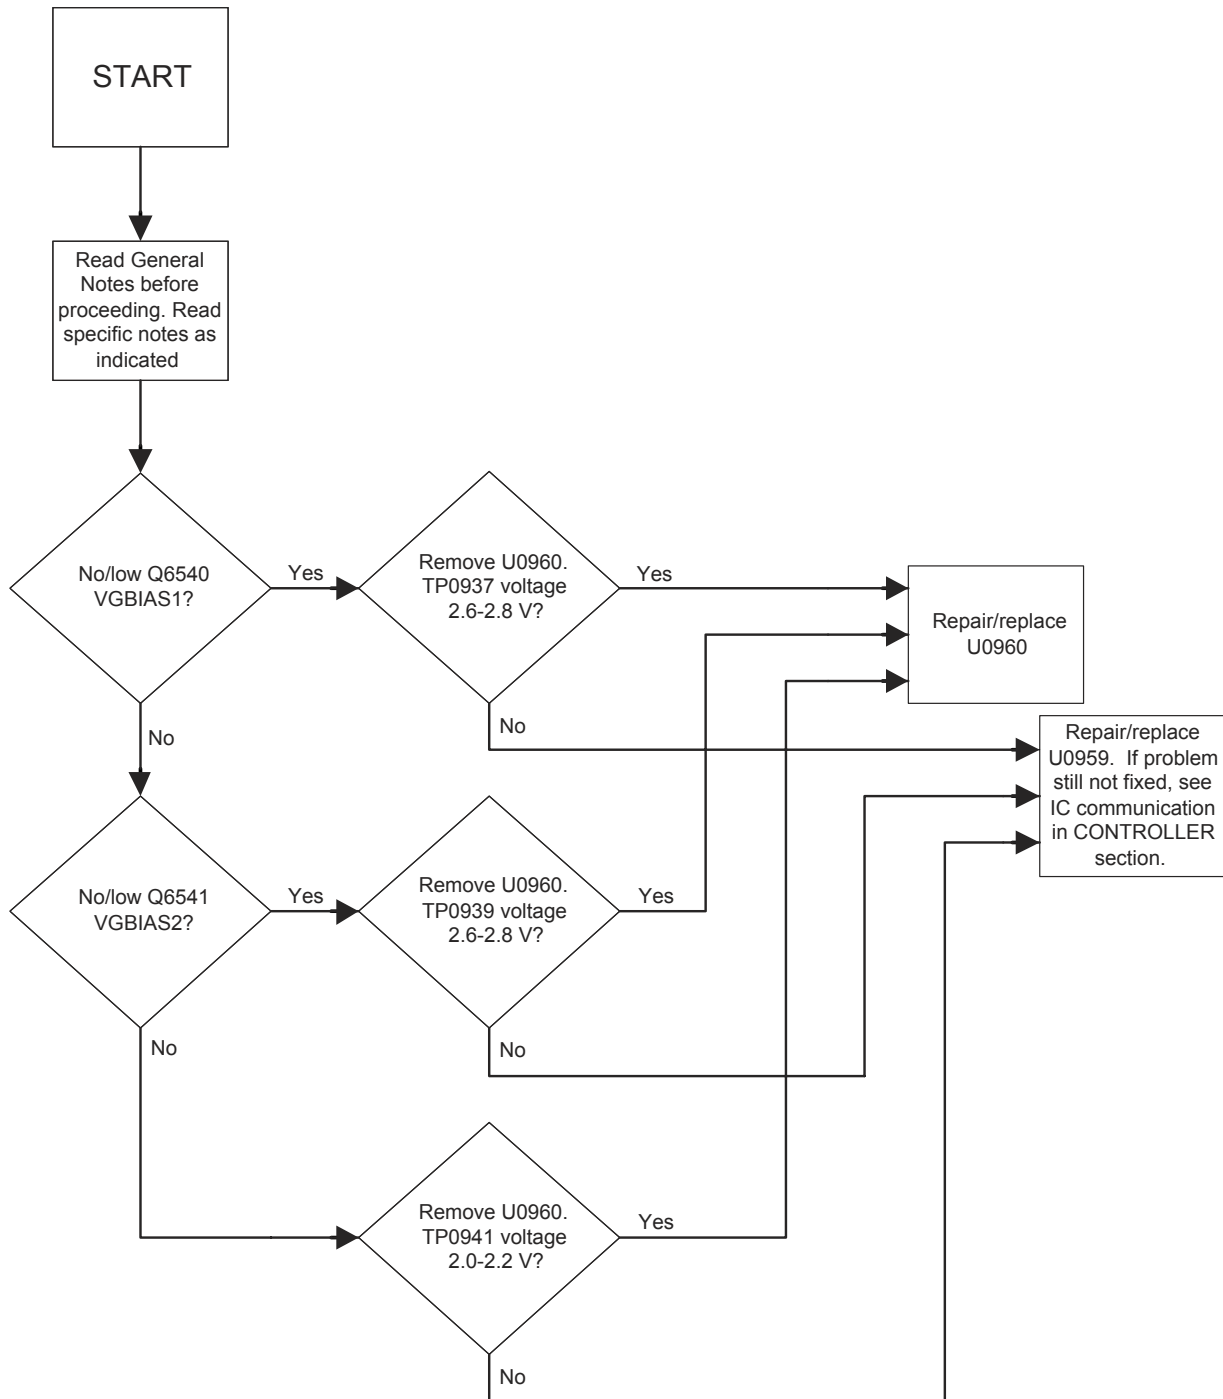 START
Read General
Notes before
proceeding. Read
specific notes as
indicated
No/low Q6540
VGBIAS1?
Yes
Remove U0960.
TP0937 voltage
2.6-2.8 V?
Yes
Repair/replace
U0960
No
No
Repair/replace
U0959. If problem
still not fixed, see
IC communication
in CONTROLLER
section.
No/low Q6541
VGBIAS2?
Yes
Remove U0960.
TP0939 voltage
2.6-2.8 V?
Yes
No
No
Remove U0960.
TP0941 voltage
2.0-2.2 V?
Yes
No